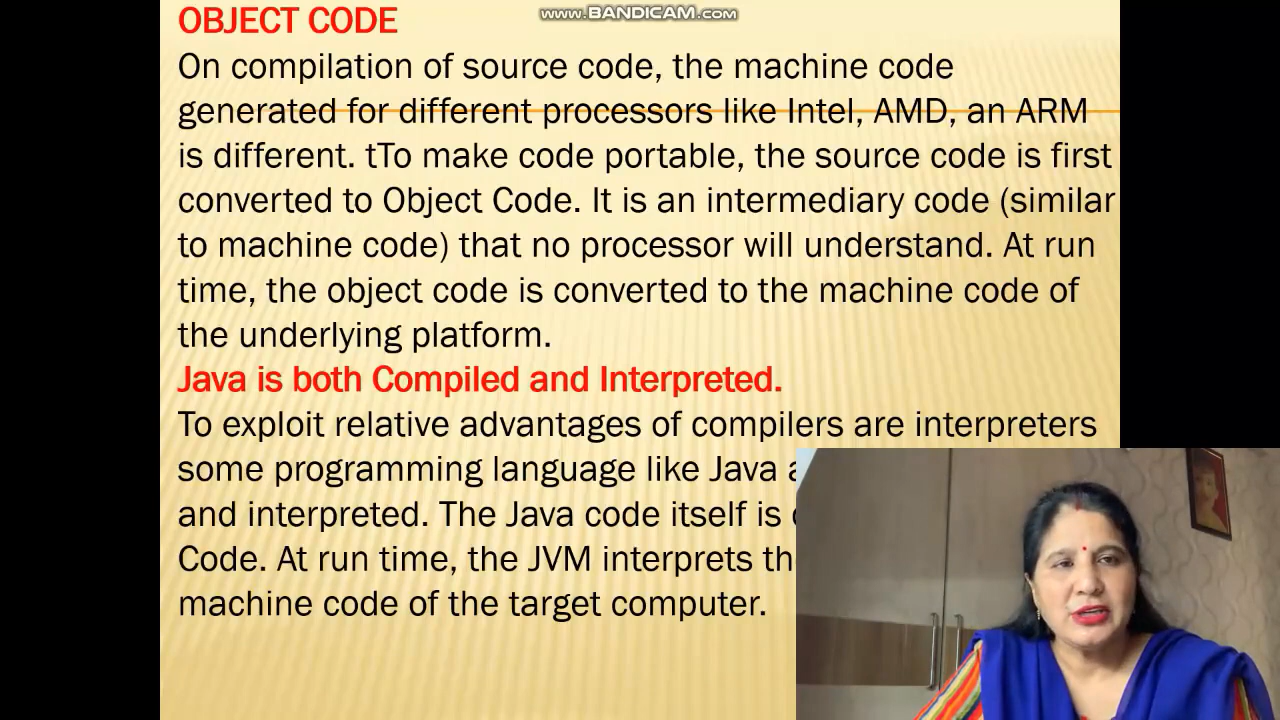 www.BANDICAM.com
OBJECT CODE
On compilation of source code, the machine code
generated for different processors like Intel, AMD, an ARM
is different. tTo make code portable, the source code is first
converted to Object Code. It is an intermediary code (similar
to machine code) that no processor will understand. At run
time, the object code is converted to the machine code of
the underlying platform.
Java is both Compiled and Interpreted.
To exploit relative advantages of compilers are interpreters
some programming language like Java
and interpreted. The Java code itself is
Code. At run time, the JVM interprets
machine code of the target computer.